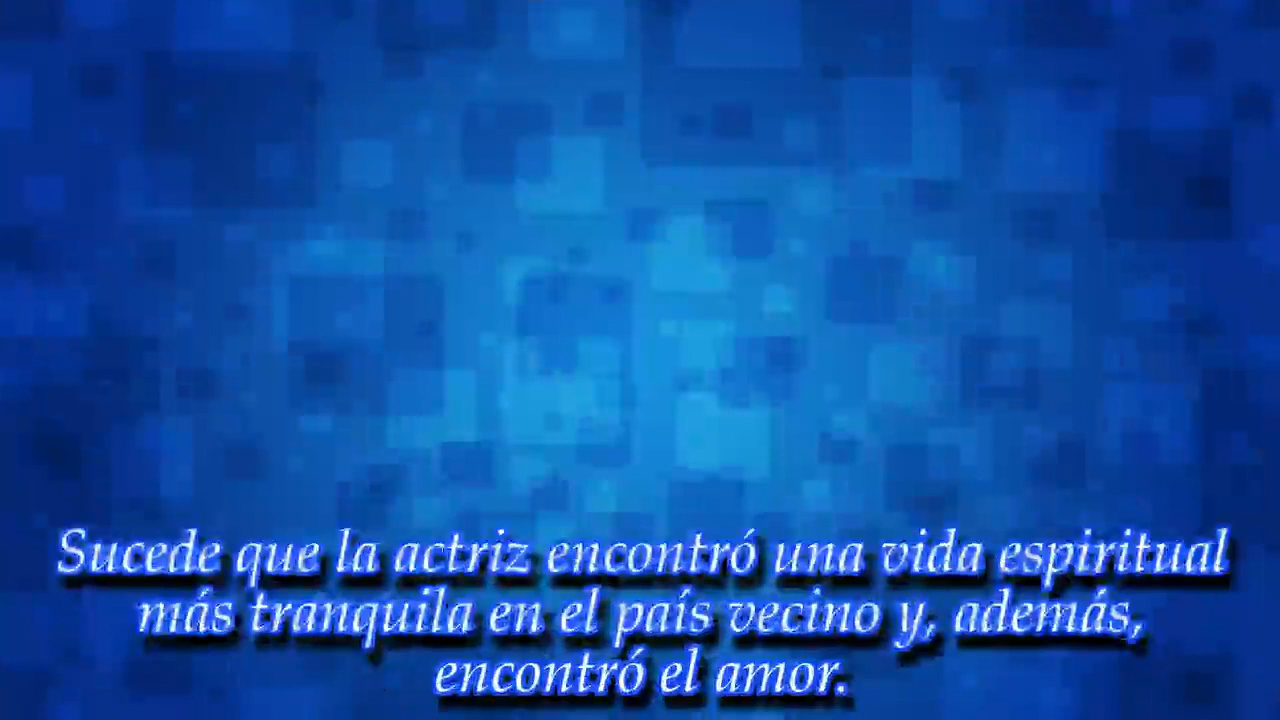 Sucede que la actriz encontró una vida espiritual
más tranquila en el país vecino y, además,
encontró el amor.